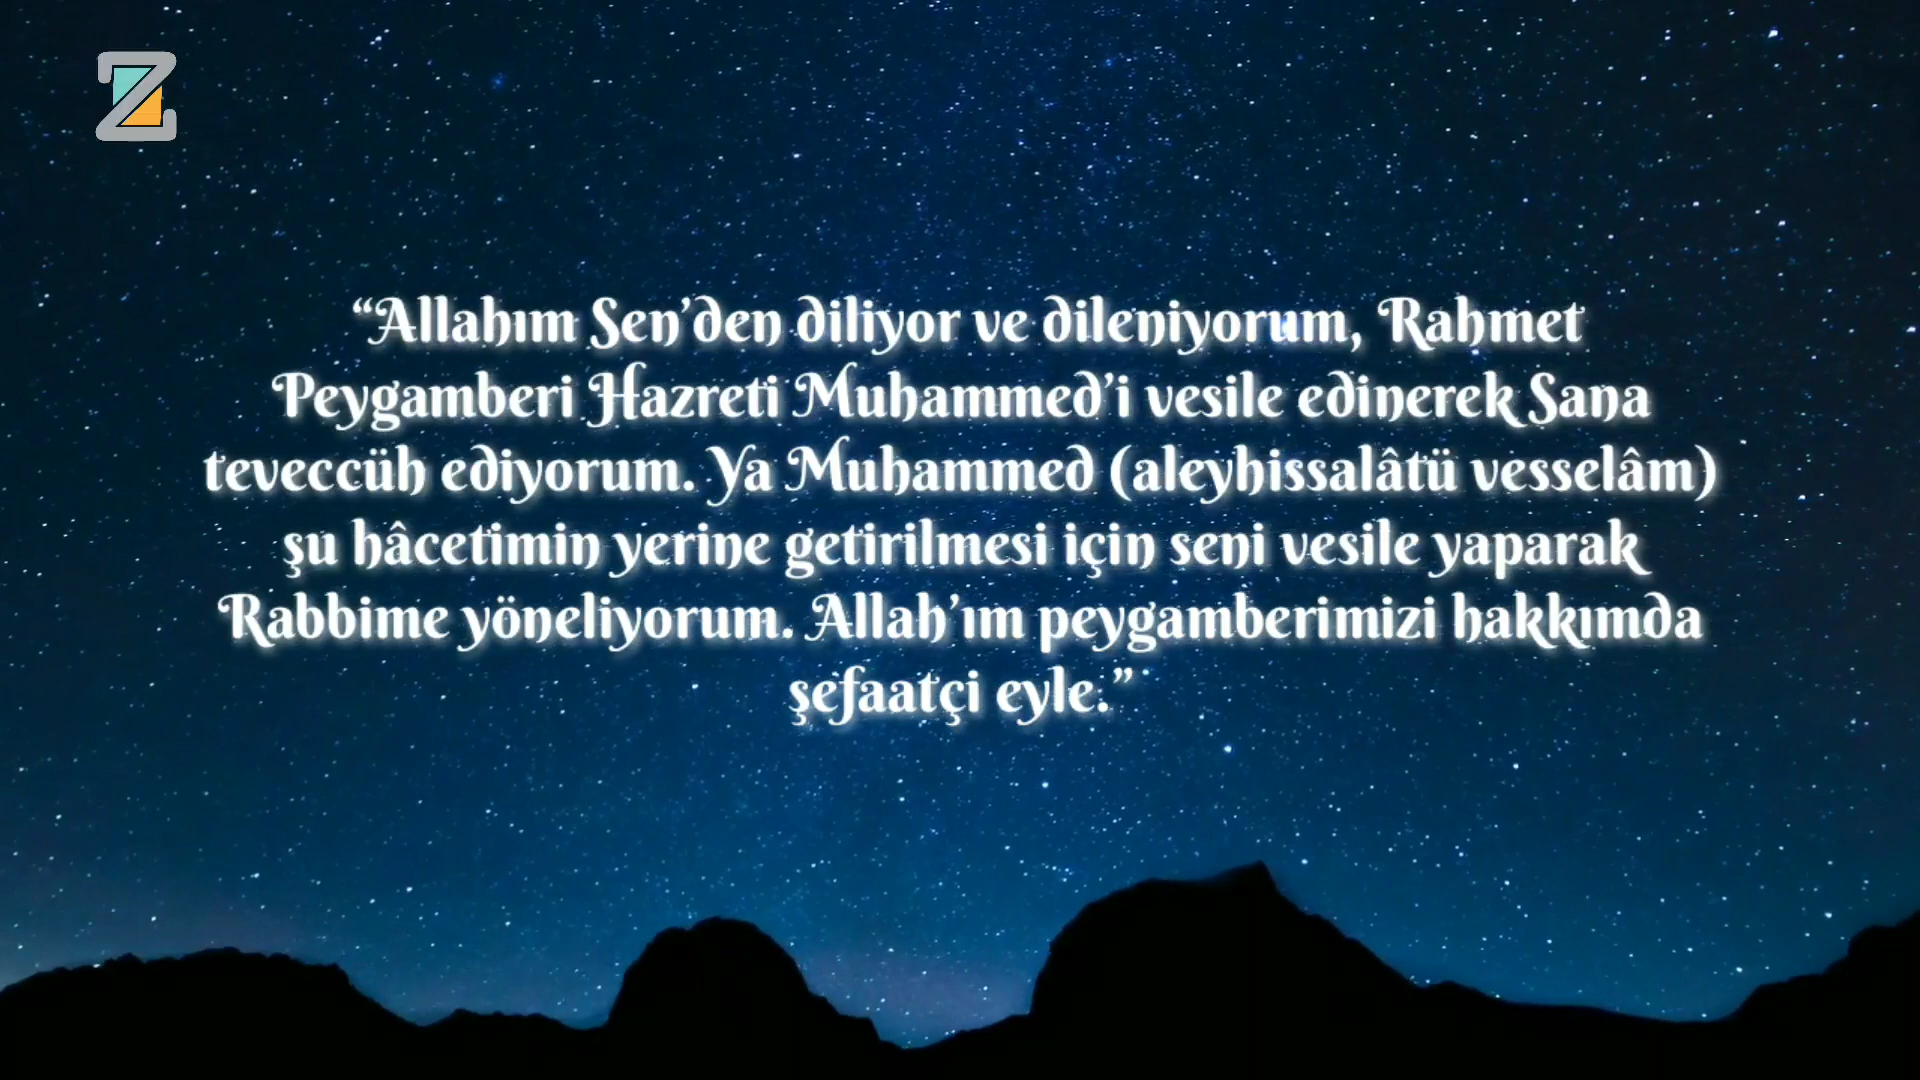 Z
“Allahım Sen’den diliyor ve dileniyorum, Rahmet
Peygamberi Hazreti Muhammed’i vesile edinerek Sana
teveccüh ediyorum. Ya Muhammed (aleyhissalâtü vesselâm)
şu hâcetimin yerine getirilmesi için seni vesile yaparak
Rabbime yöneliyorum. Allah’ım peygamberimizi hakkımda
şefaatçi eyle.”